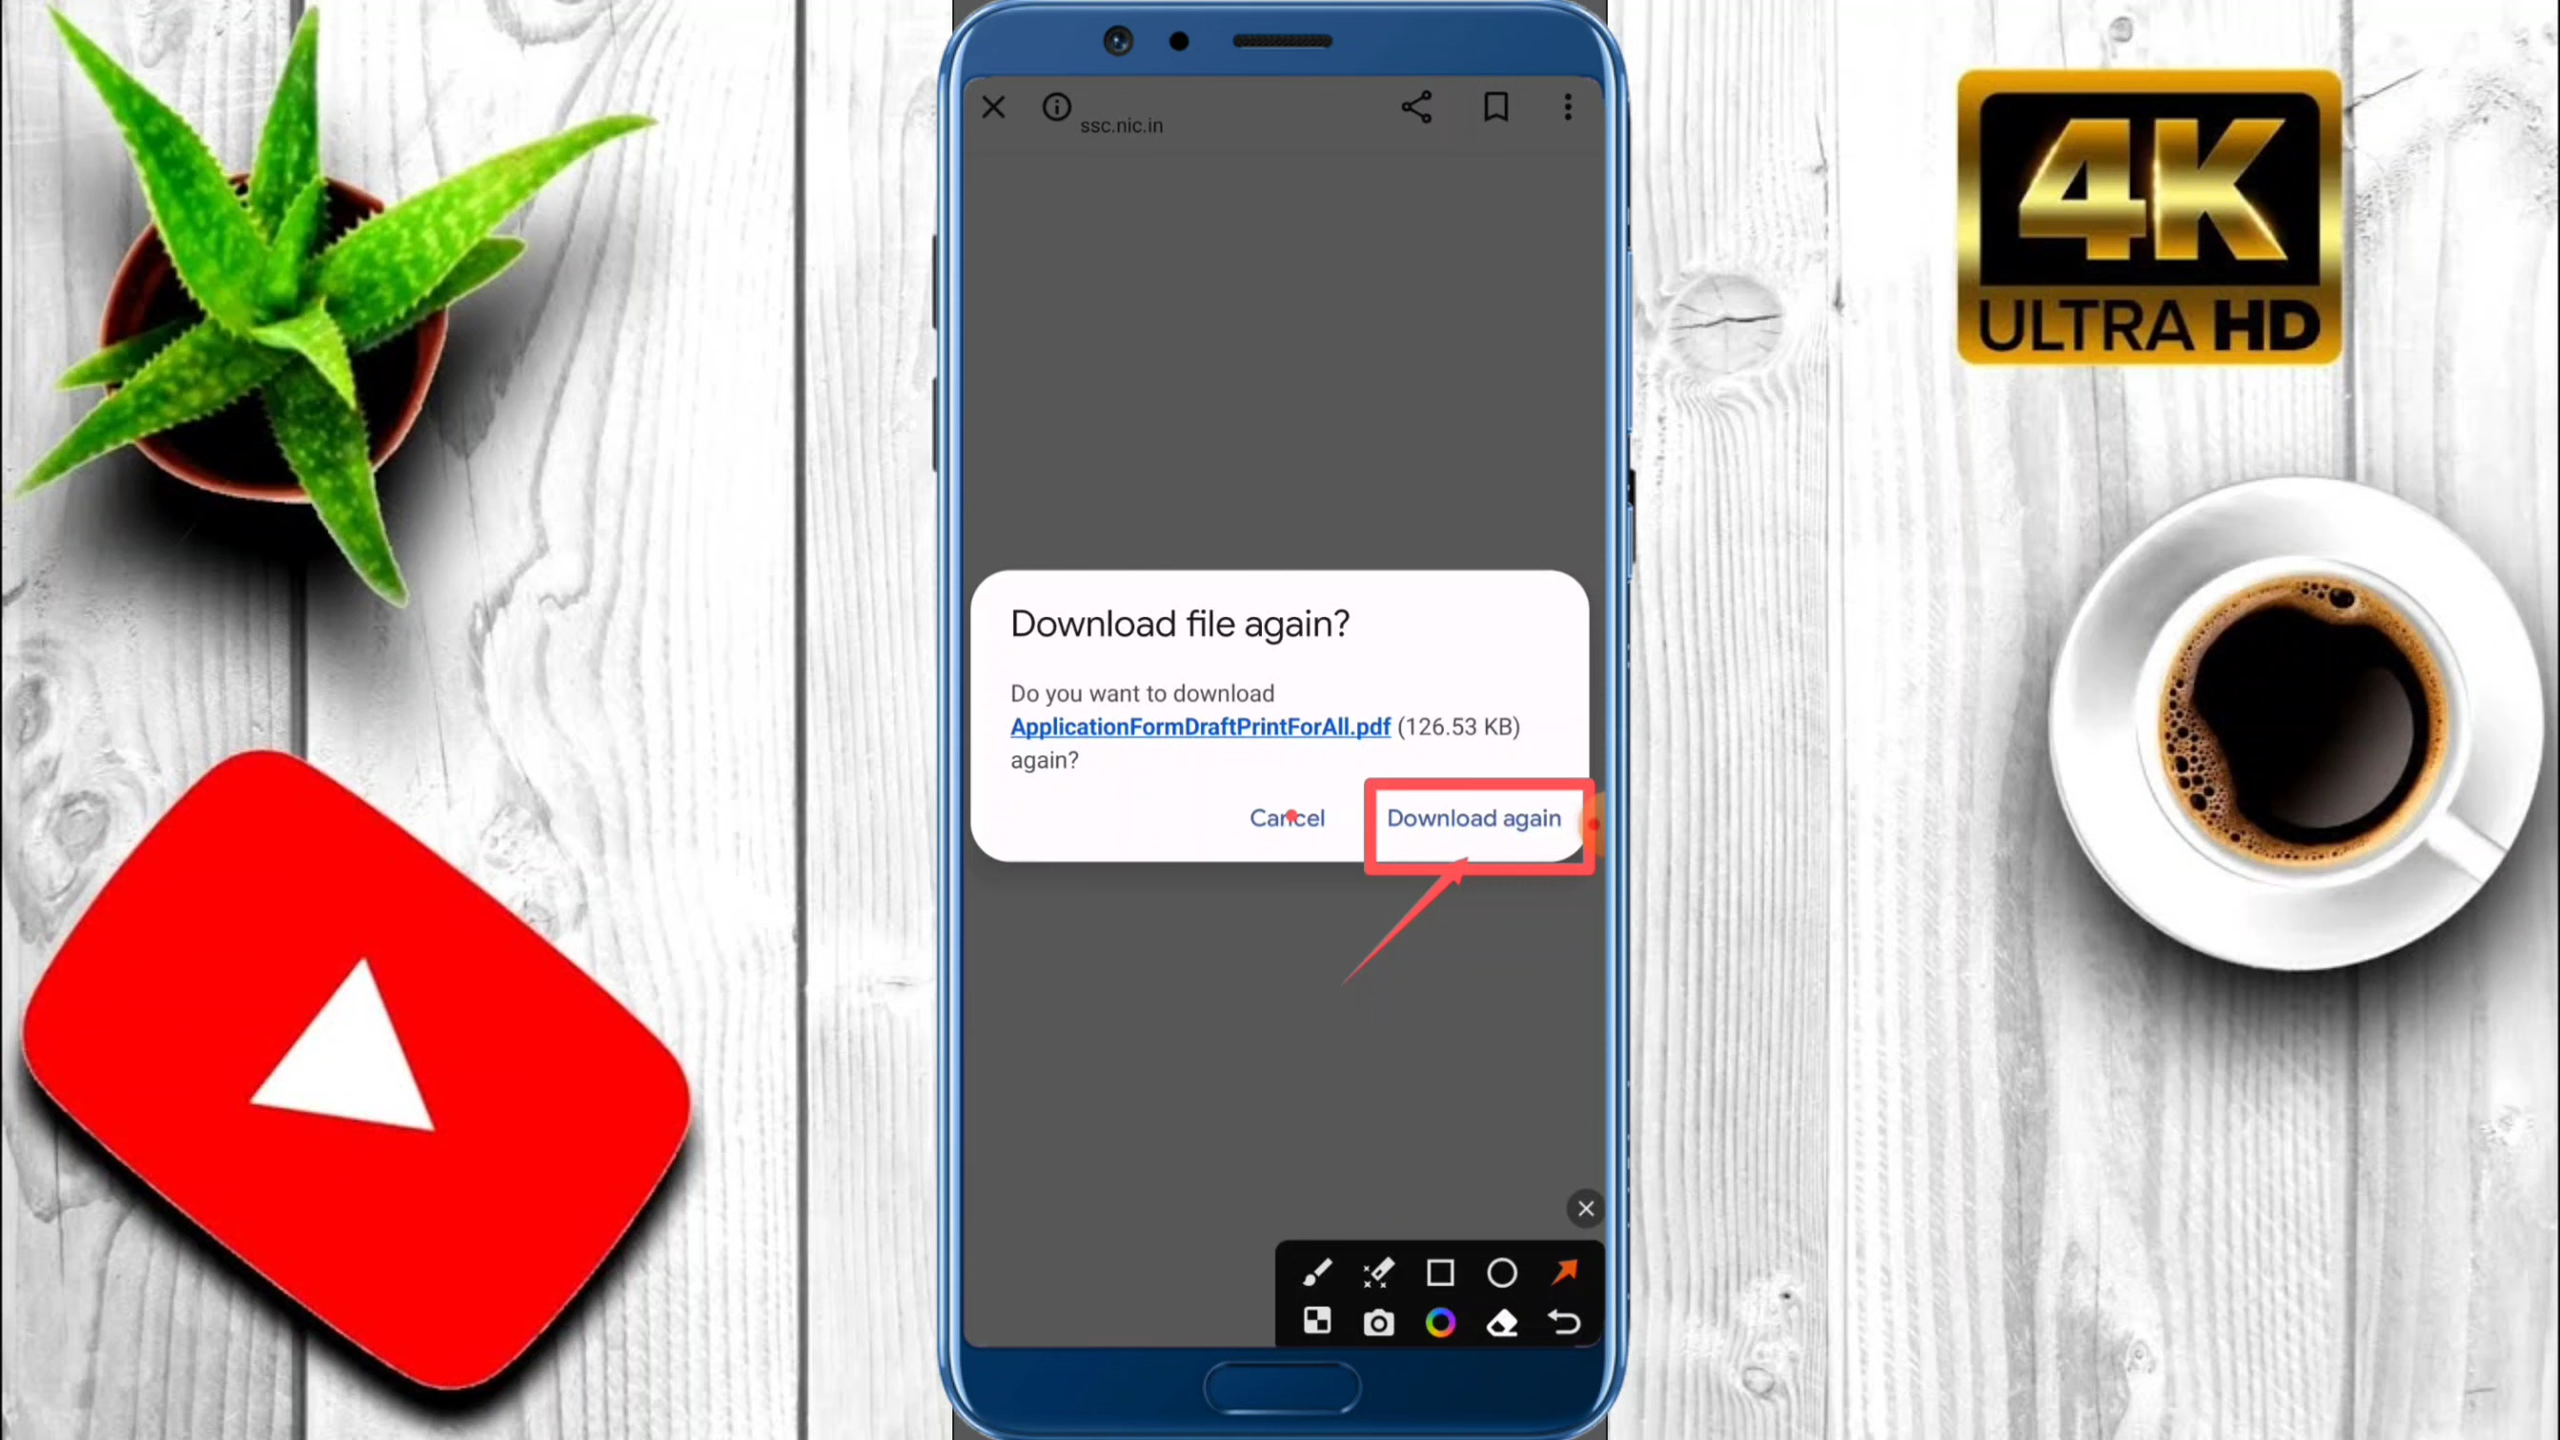 ssc.nic.in
4K
ULTRA HD
Download file again?
Do you want to download
ApplicationFormDraftPrintForAll.pdf (126.53 KB)
again?
Cancel
Download again